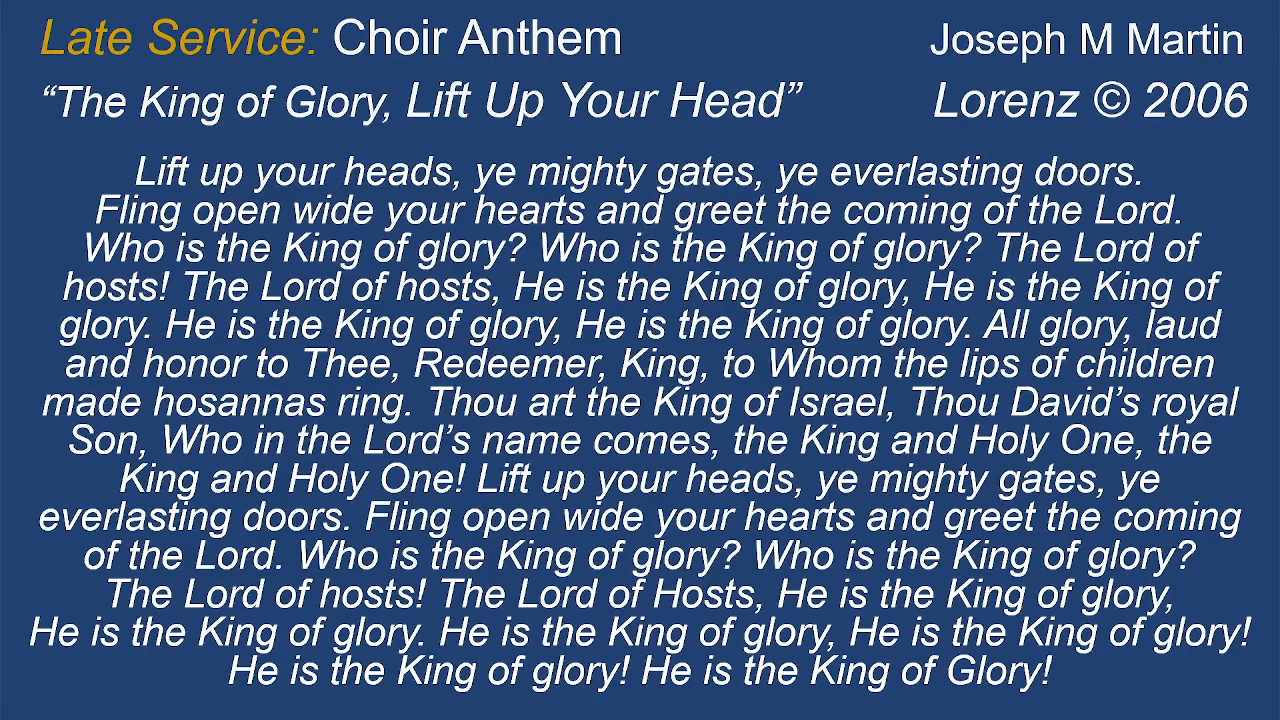 Late Service: Choir Anthem Joseph M Martin
“The King of Glory, Lift Up Your Head” Lorenz © 2006
Lift up your heads, ye mighty gates, ye everlasting doors.
Fling open wide your hearts and greet the coming of the Lord.
Who is the King of glory? Who is the King of glory? The Lord of
hosts! The Lord of hosts, He is the King of glory, He is the King of
glory. He is the King of glory, He is the King of glory. All glory, laud
and honor to Thee, Redeemer, King, to Whom the lips of children
made hosannas ring. Thou art the King of Israel, Thou David’s royal
Son, Who in the Lord’s name comes, the King and Holy One, the
King and Holy One! Lift up your heads, ye mighty gates, ye
everlasting doors. Fling open wide your hearts and greet the coming
of the Lord. Who is the King of glory? Who is the King of glory?
The Lord of hosts! The Lord of Hosts, He is the King of glory,
He is the King of glory. He is the King of glory, He is the King of glory!
He is the King of glory! He is the King of Glory!